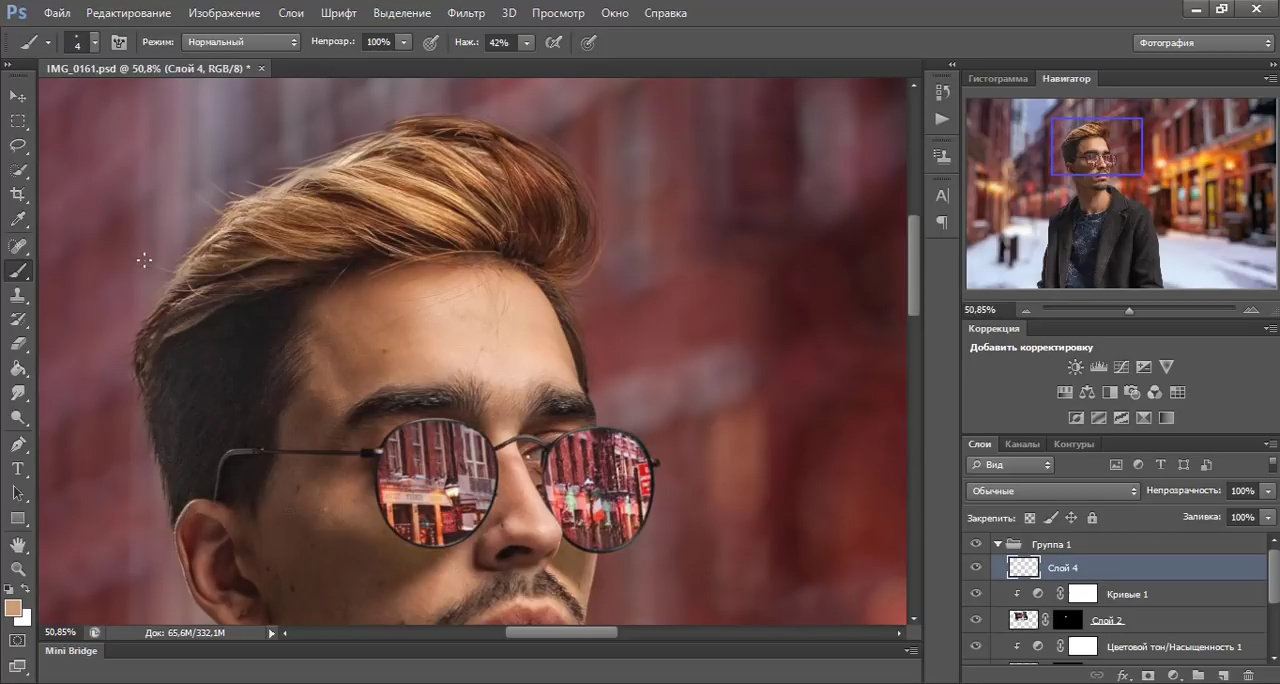 Ps Файл Редактирование Изображение Слои Шрифт Выделение Фильтр 3D Просмотр Окно Справка
4 Режим: Нормальный Непрозр.: 100% Наж.: 42% Фотография
IMG_0161.psd @ 50,8% (Слой 4, RGB/8) * ×
Гистограмма Навигатор
50,85%
Коррекция
Добавить корректировку
Слои Каналы Контуры
Вид
Обычные Непрозрачность: 100%
Закрепить: Заливка: 100%
Группа 1
Слой 4
Кривые 1
Слой 2
Цветовой тон/Насыщенность 1
50,85% Док: 65,6M/332,1M
Mini Bridge